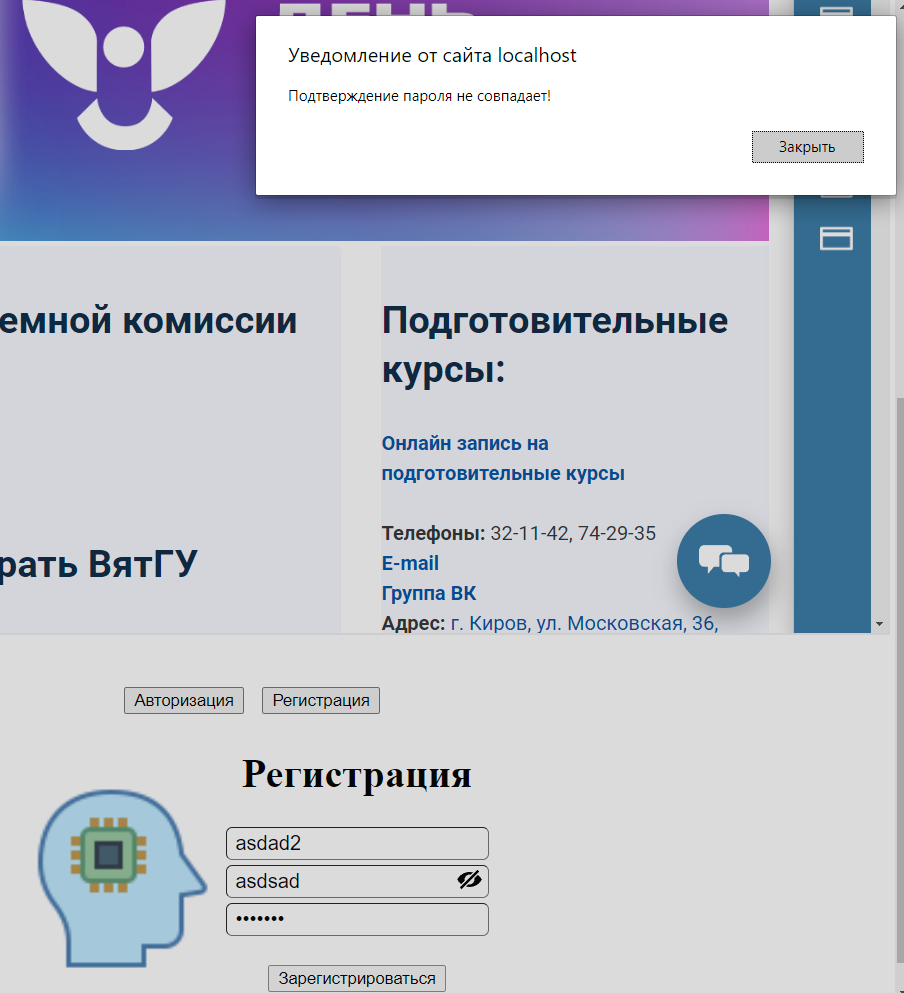 Уведомление от сайта localhost
Подтверждение пароля не совпадает!
Закрыть
емной комиссии
рать ВятГУ
Подготовительные
курсы:
Онлайн запись на
подготовительные курсы
Телефоны: 32-11-42, 74-29-35
E-mail
Группа ВК
Адрес: г. Киров, ул. Московская, 36,
Авторизация Регистрация
Регистрация
asdad2
asdsad
•••••••
Зарегистрироваться